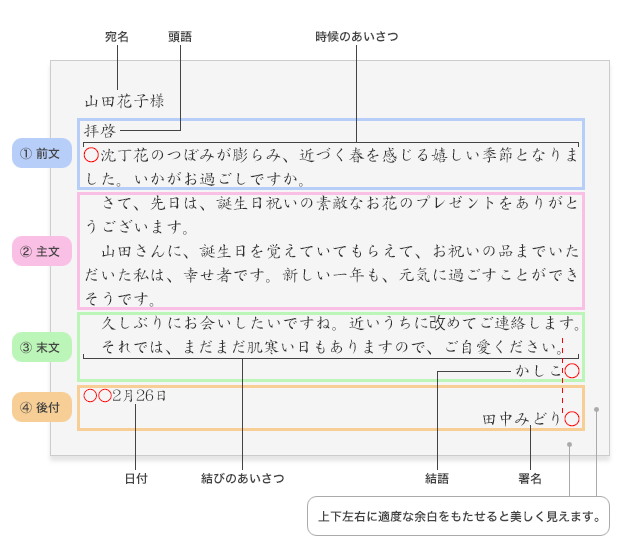 宛名 頭語 時候のあいさつ
山田花子様
① 前文
拝啓
○沈丁花のつぼみが膨らみ、近づく春を感じる嬉しい季節となりま
した。いかがお過ごしですか。
② 主文
さて、先日は、誕生日祝いの素敵なお花のプレゼントをありがと
うございます。
山田さんに、誕生日を覚えていてもらえて、お祝いの品までいた
だいた私は、幸せ者です。新しい一年も、元気に過ごすことができ
そうです。
③ 末文
久しぶりにお会いしたいですね。近いうちに改めてご連絡します。
それでは、まだまだ肌寒い日もありますので、ご自愛ください。
かしこ○
④ 後付
○○2月26日
田中みどり○
日付 結びのあいさつ 結語 署名
上下左右に適度な余白をもたせると美しく見えます。